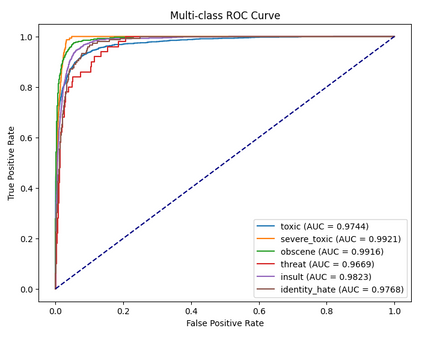 Multi-class ROC Curve
True Positive Rate
1.0
0.8
0.6
0.4
0.2
0.0
toxic (AUC = 0.9744)
severe_toxic (AUC = 0.9921)
obscene (AUC = 0.9916)
threat (AUC = 0.9669)
insult (AUC = 0.9823)
identity_hate (AUC = 0.9768)
0.0 0.2 0.4 0.6 0.8 1.0
False Positive Rate